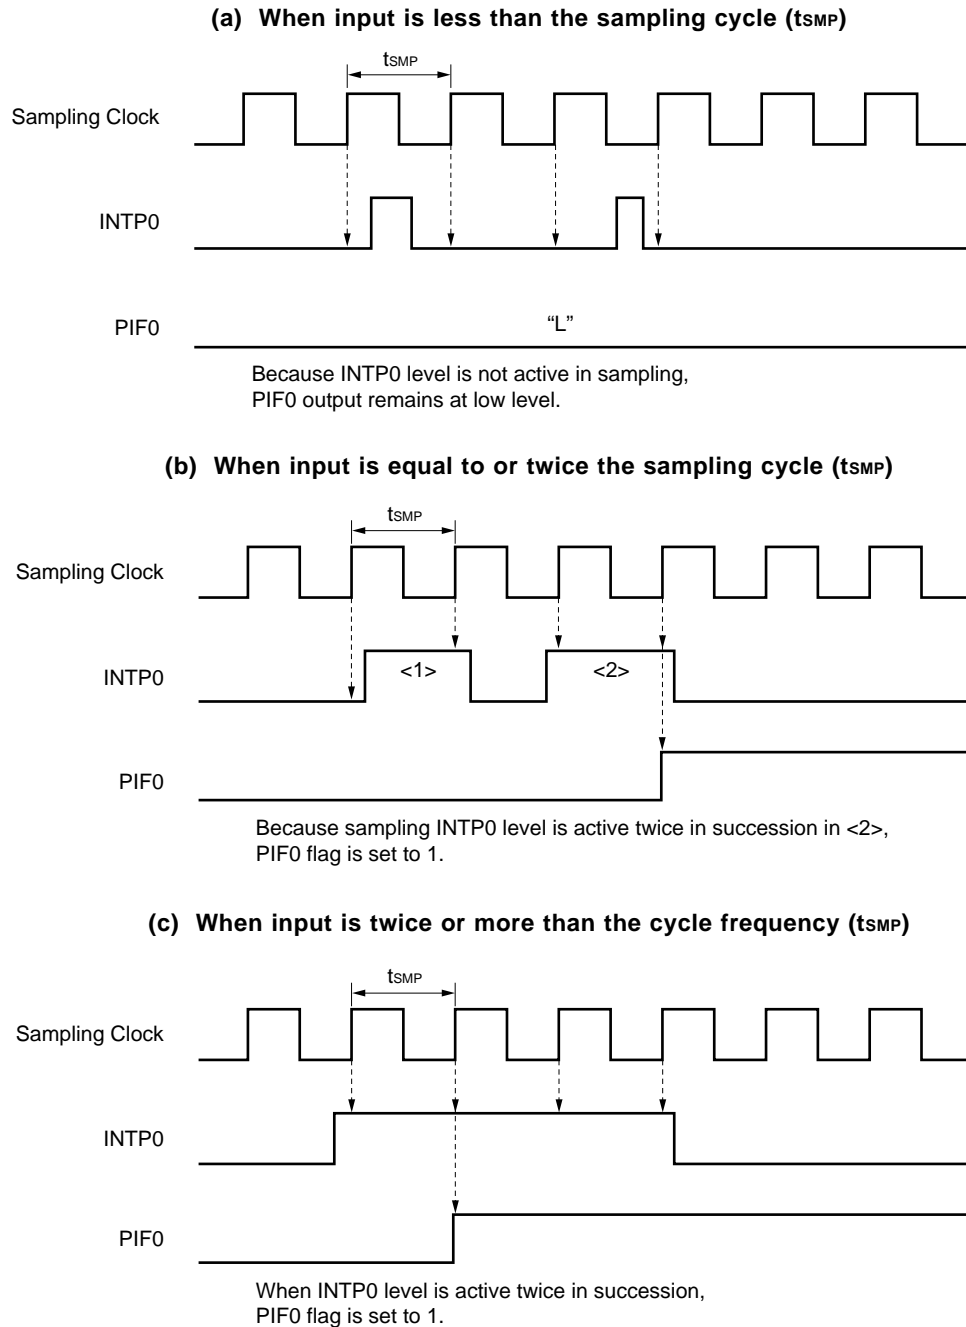 (a) When input is less than the sampling cycle (tSMP)
tSMP
Sampling Clock
INTP0
PIF0
“L”
Because INTP0 level is not active in sampling,
PIF0 output remains at low level.
(b) When input is equal to or twice the sampling cycle (tSMP)
tSMP
Sampling Clock
INTP0
<1>
<2>
PIF0
Because sampling INTP0 level is active twice in succession in <2>,
PIF0 flag is set to 1.
(c) When input is twice or more than the cycle frequency (tSMP)
tSMP
Sampling Clock
INTP0
PIF0
When INTP0 level is active twice in succession,
PIF0 flag is set to 1.